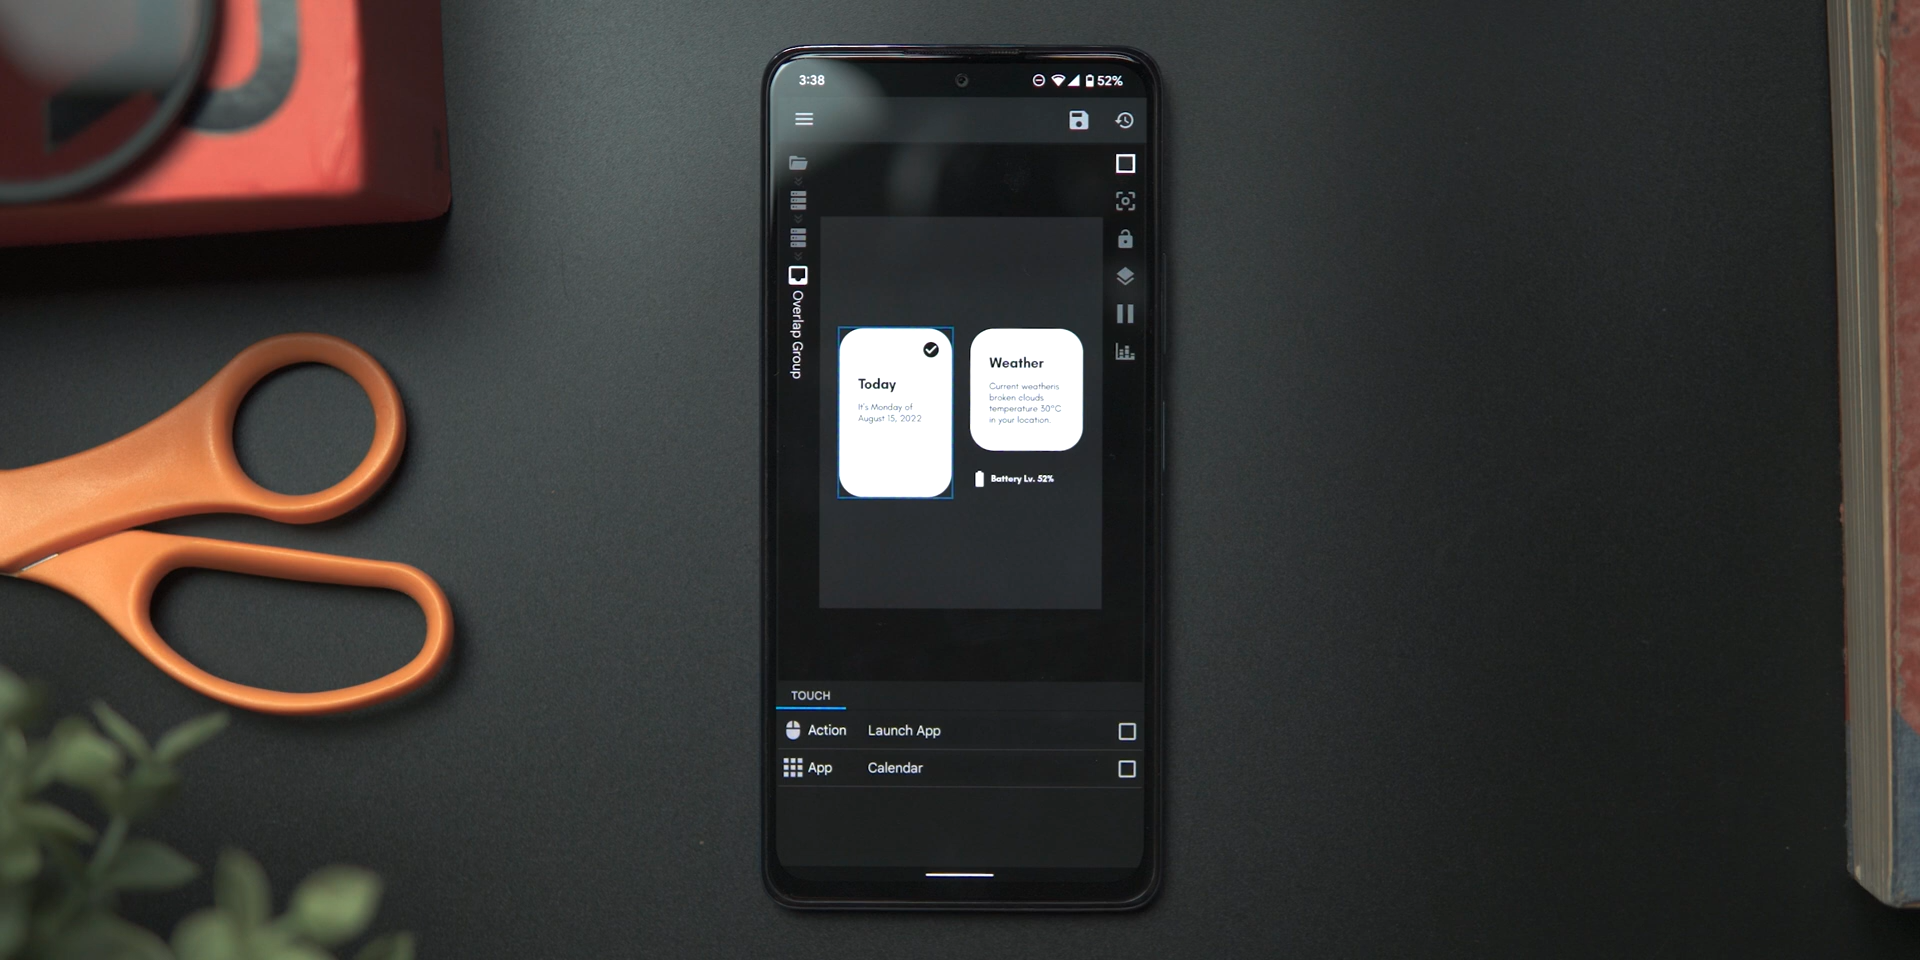 3:38
52%
Overlap Group
Today
It's Monday of
August 15, 2022
Weather
Current weatheris
broken clouds
temperature 30°C
in your location.
Battery Lv. 52%
TOUCH
Action Launch App
App Calendar